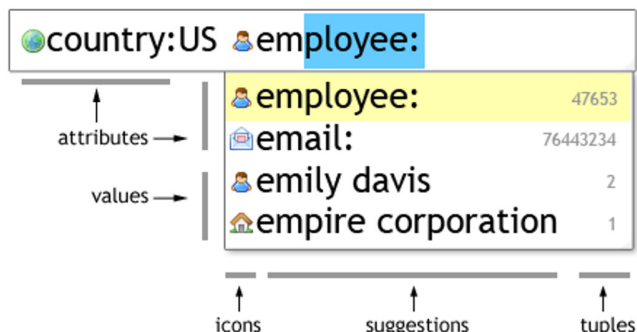 country:US employee:
employee: 47653
attributes
email: 76443234
values
emily davis 2
empire corporation 1
icons suggestions tuples